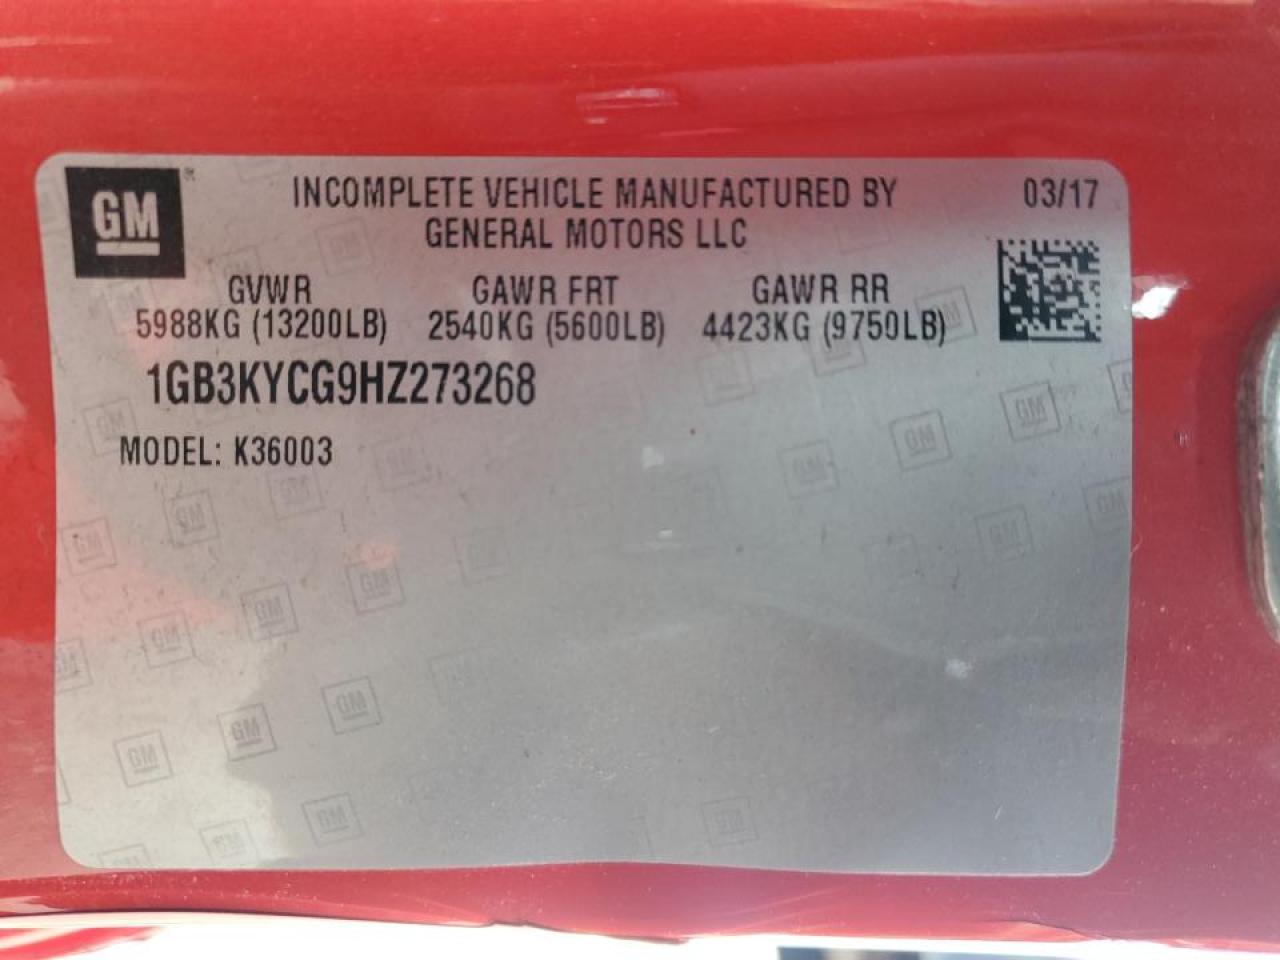 GM ®
INCOMPLETE VEHICLE MANUFACTURED BY 03/17
GENERAL MOTORS LLC
GVWR GAWR FRT GAWR RR
5988KG (13200LB) 2540KG (5600LB) 4423KG (9750LB)
1GB3KYCG9HZ273268
MODEL: K36003